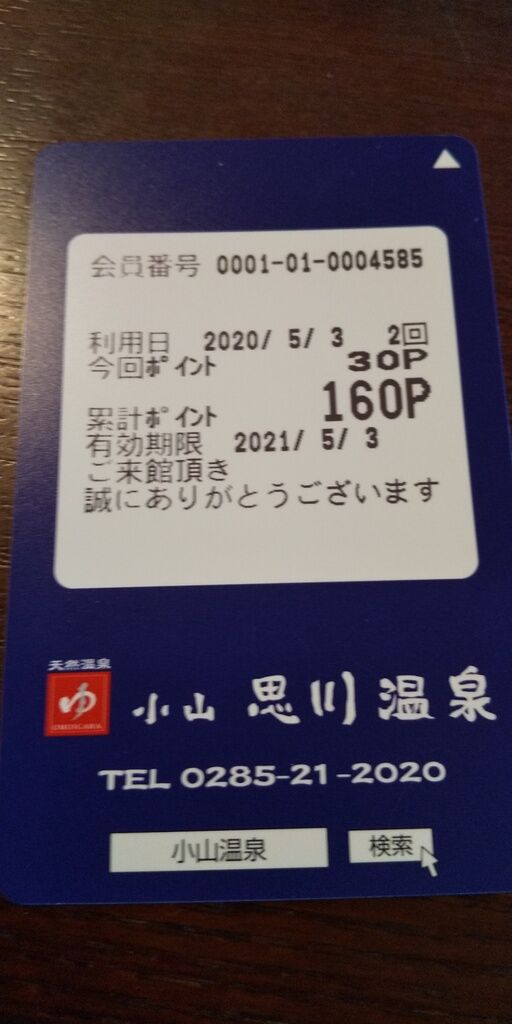 会員番号 0001-01-0004585
利用日 2020/ 5/ 3 2回
今回ポイント 30P
累計ポイント 160P
有効期限 2021/ 5/ 3
ご来館頂き
誠にありがとうございます
天然温泉
ゆ
OMOIGAWA
小山 思川温泉
TEL 0285-21-2020
小山温泉 検索